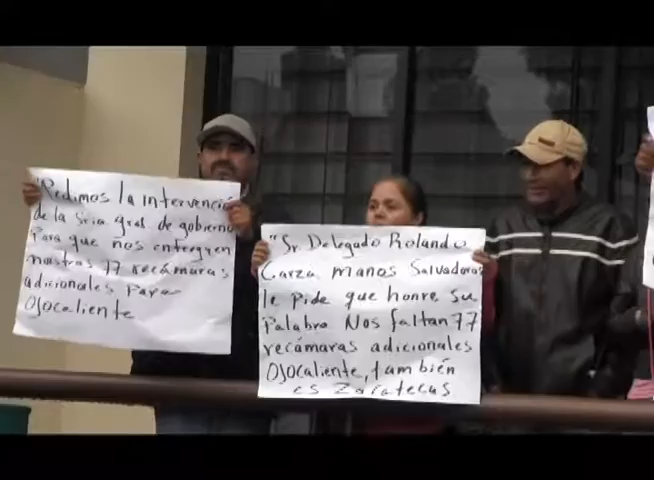 "Pedimos la intervención
de la Sria gral de gobierno
Para que nos entreguen
nuestras 77 recámaras
adicionales para
Ojocaliente"
"Sr. Delegado Rolando
Garza, manos Salvadoras
le pide que honre su
Palabra Nos faltan 77
recámaras adicionales
Ojocaliente, también
es Zacatecas